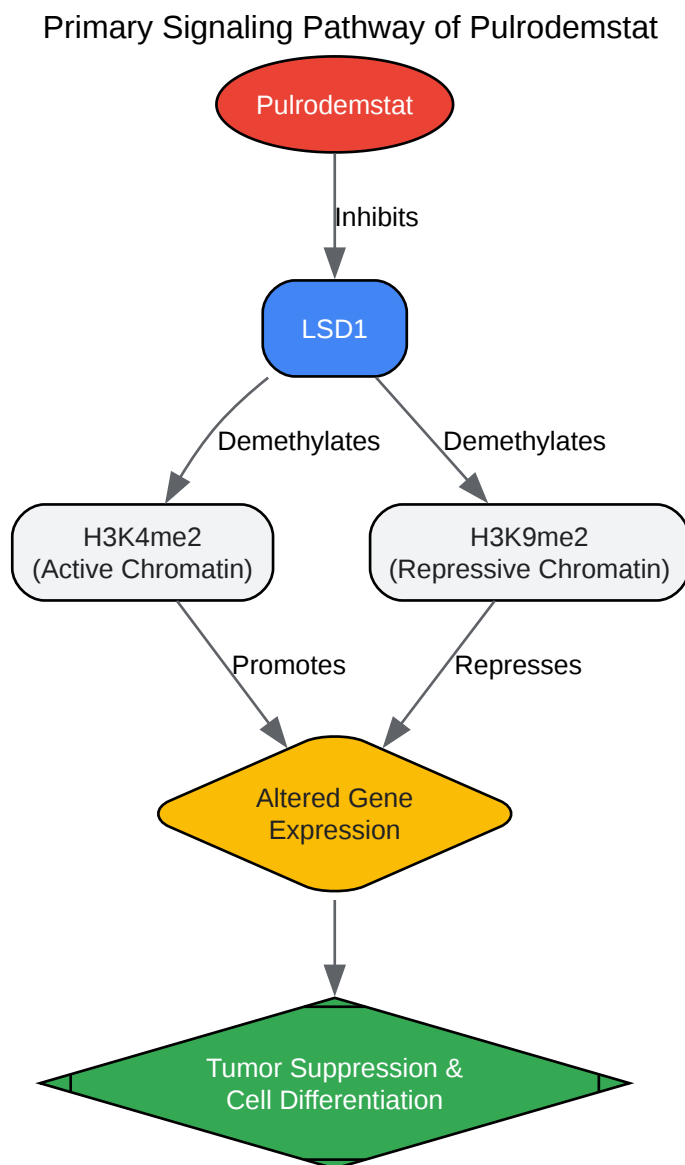 Primary Signaling Pathway of Pulrodemstat
Pulrodemstat
Inhibits
LSD1
Demethylates
Demethylates
H3K4me2
(Active Chromatin)
H3K9me2
(Repressive Chromatin)
Promotes
Represses
Altered Gene
Expression
Tumor Suppression &
Cell Differentiation